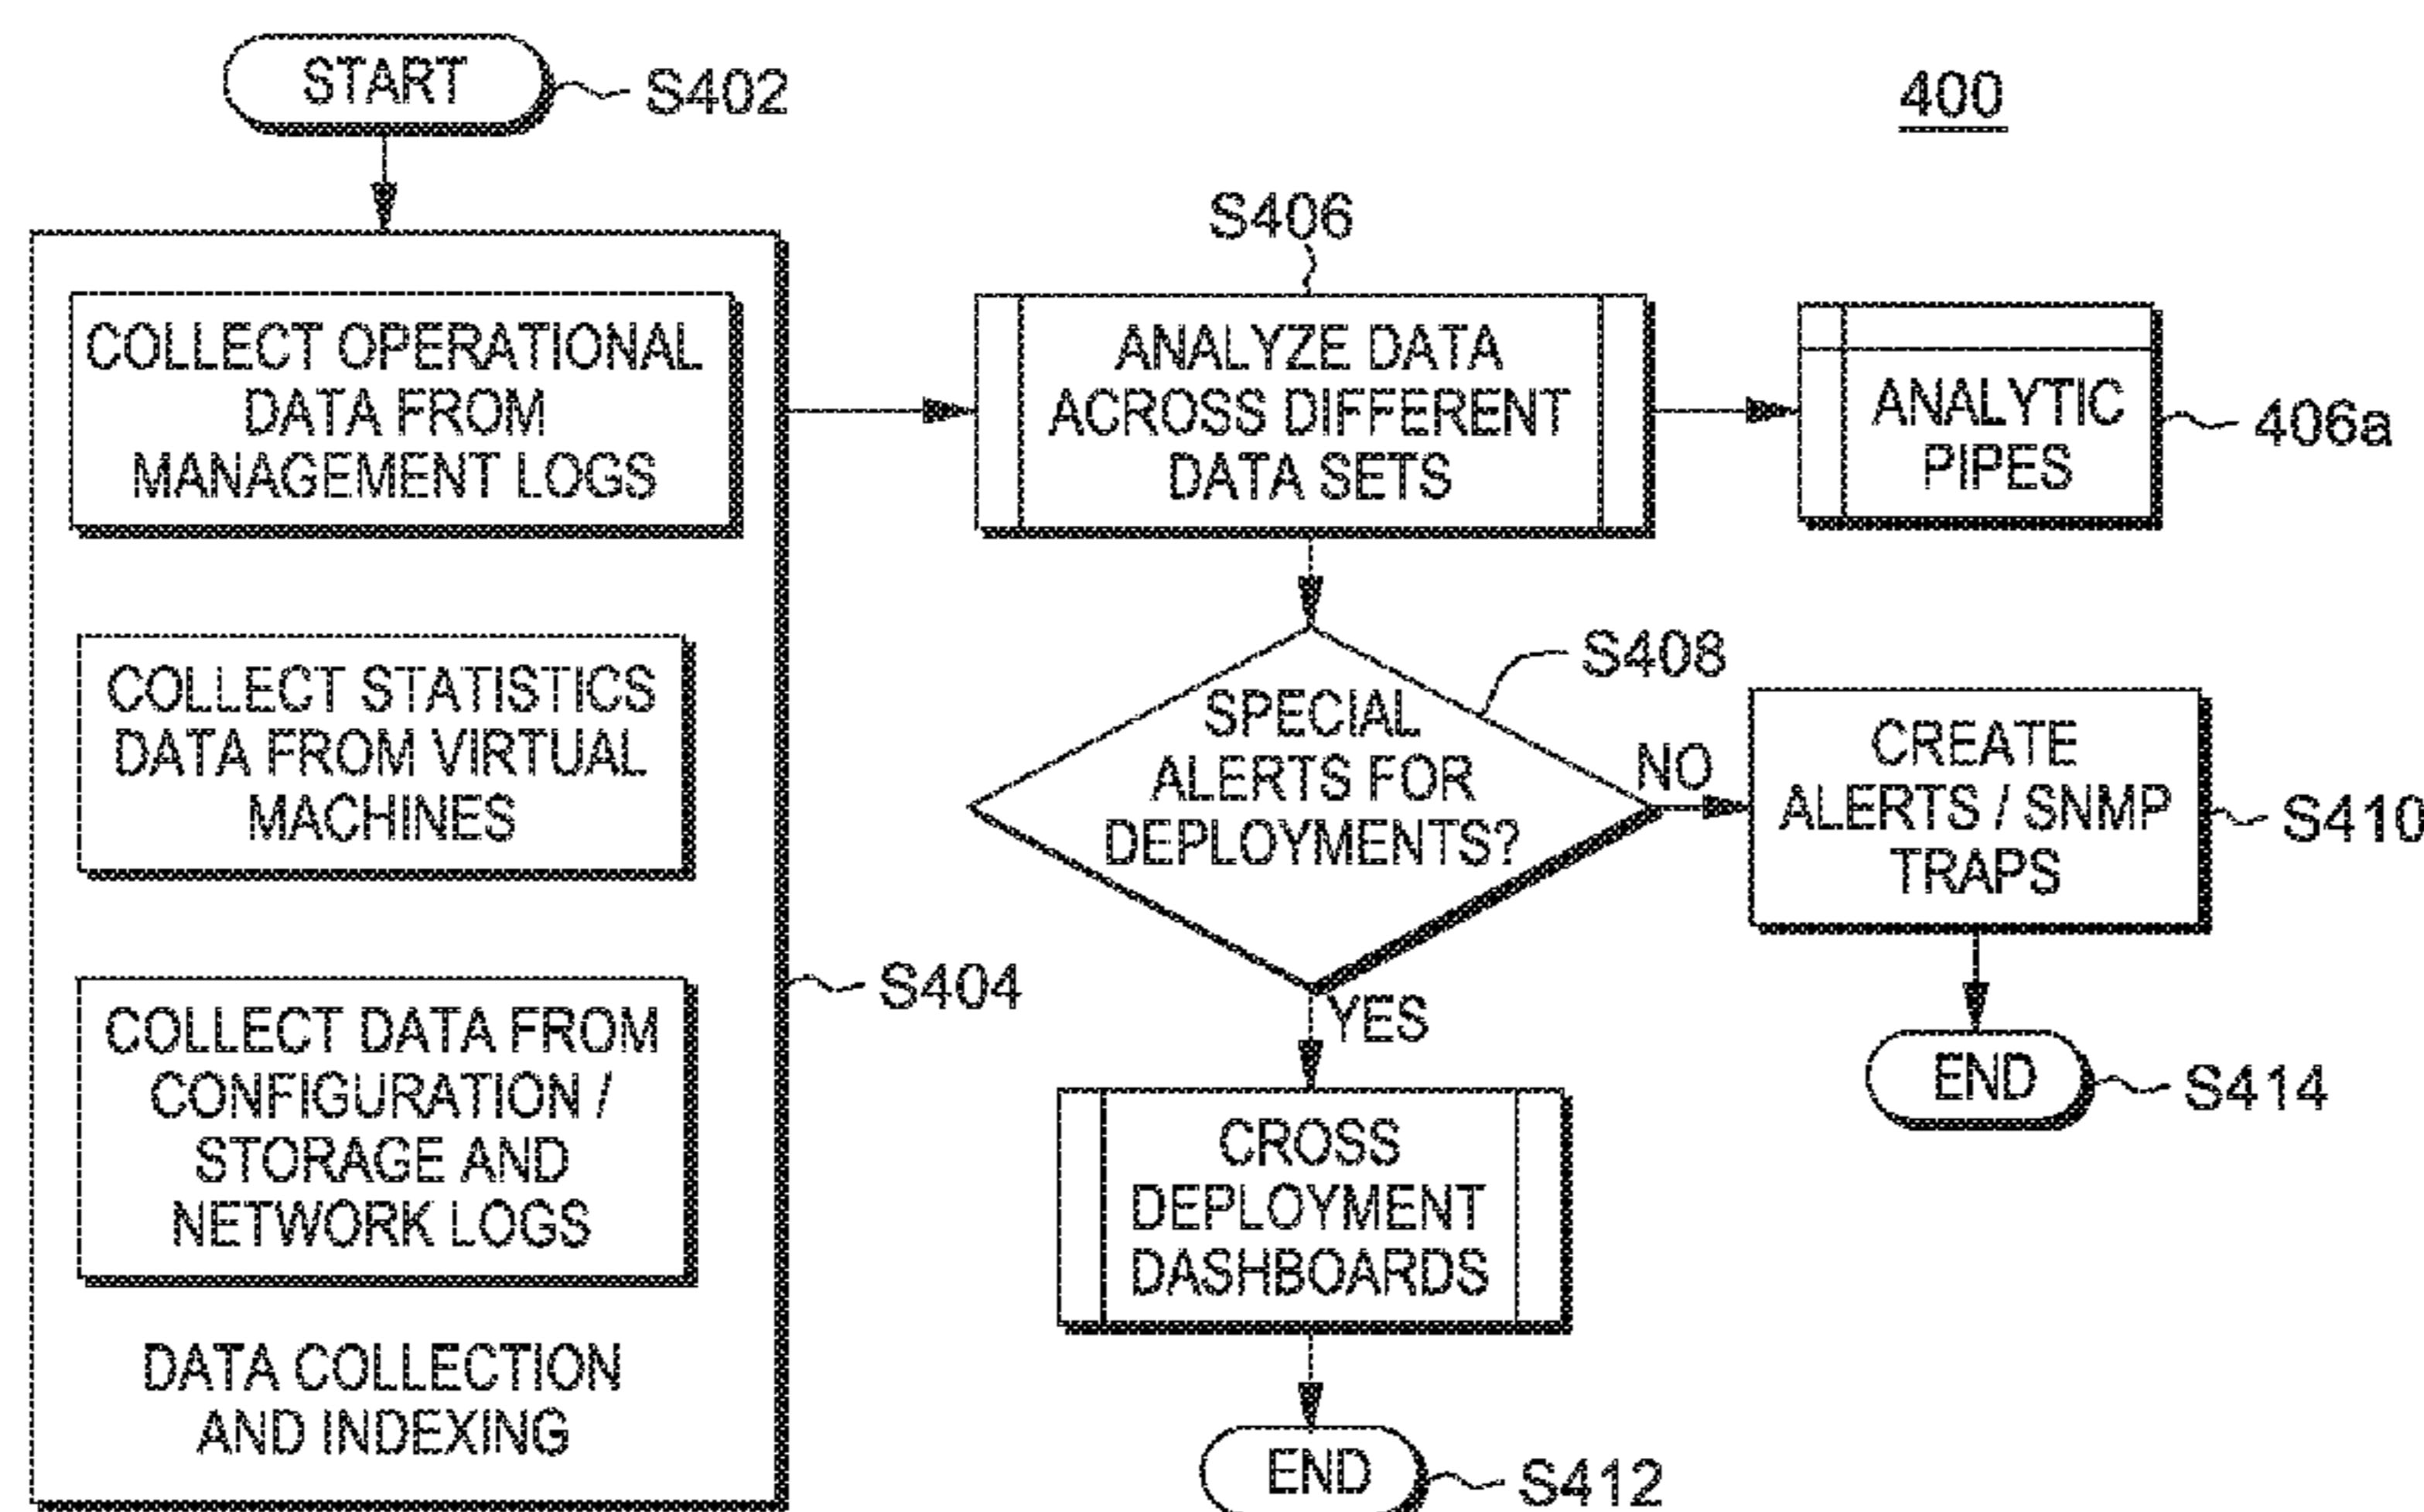 START
S402
400
COLLECT OPERATIONAL
DATA FROM
MANAGEMENT LOGS
COLLECT STATISTICS
DATA FROM VIRTUAL
MACHINES
COLLECT DATA FROM
CONFIGURATION /
STORAGE AND
NETWORK LOGS
DATA COLLECTION
AND INDEXING
S404
S406
ANALYZE DATA
ACROSS DIFFERENT
DATA SETS
ANALYTIC
PIPES
406a
SPECIAL
ALERTS FOR
DEPLOYMENTS?
S408
NO
CREATE
ALERTS / SNMP
TRAPS
S410
END
S414
YES
CROSS
DEPLOYMENT
DASHBOARDS
END
S412